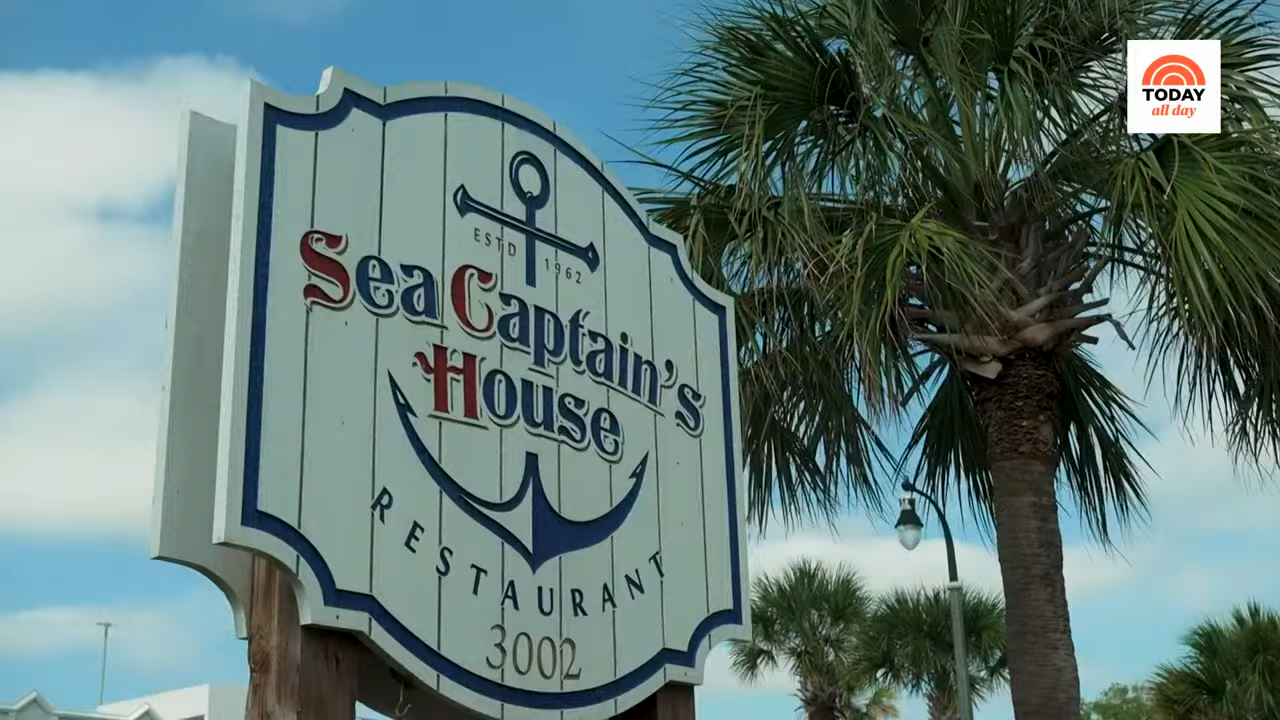 ESTD 1962
Sea Captain's
House
RESTAURANT
3002
TODAY
all day